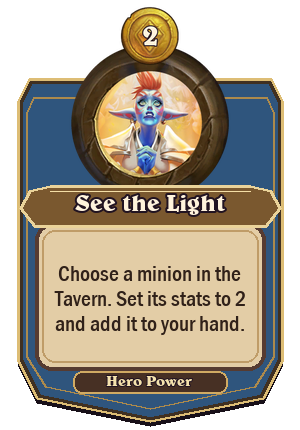 2
See the Light
Choose a minion in the
Tavern. Set its stats to 2
and add it to your hand.
Hero Power